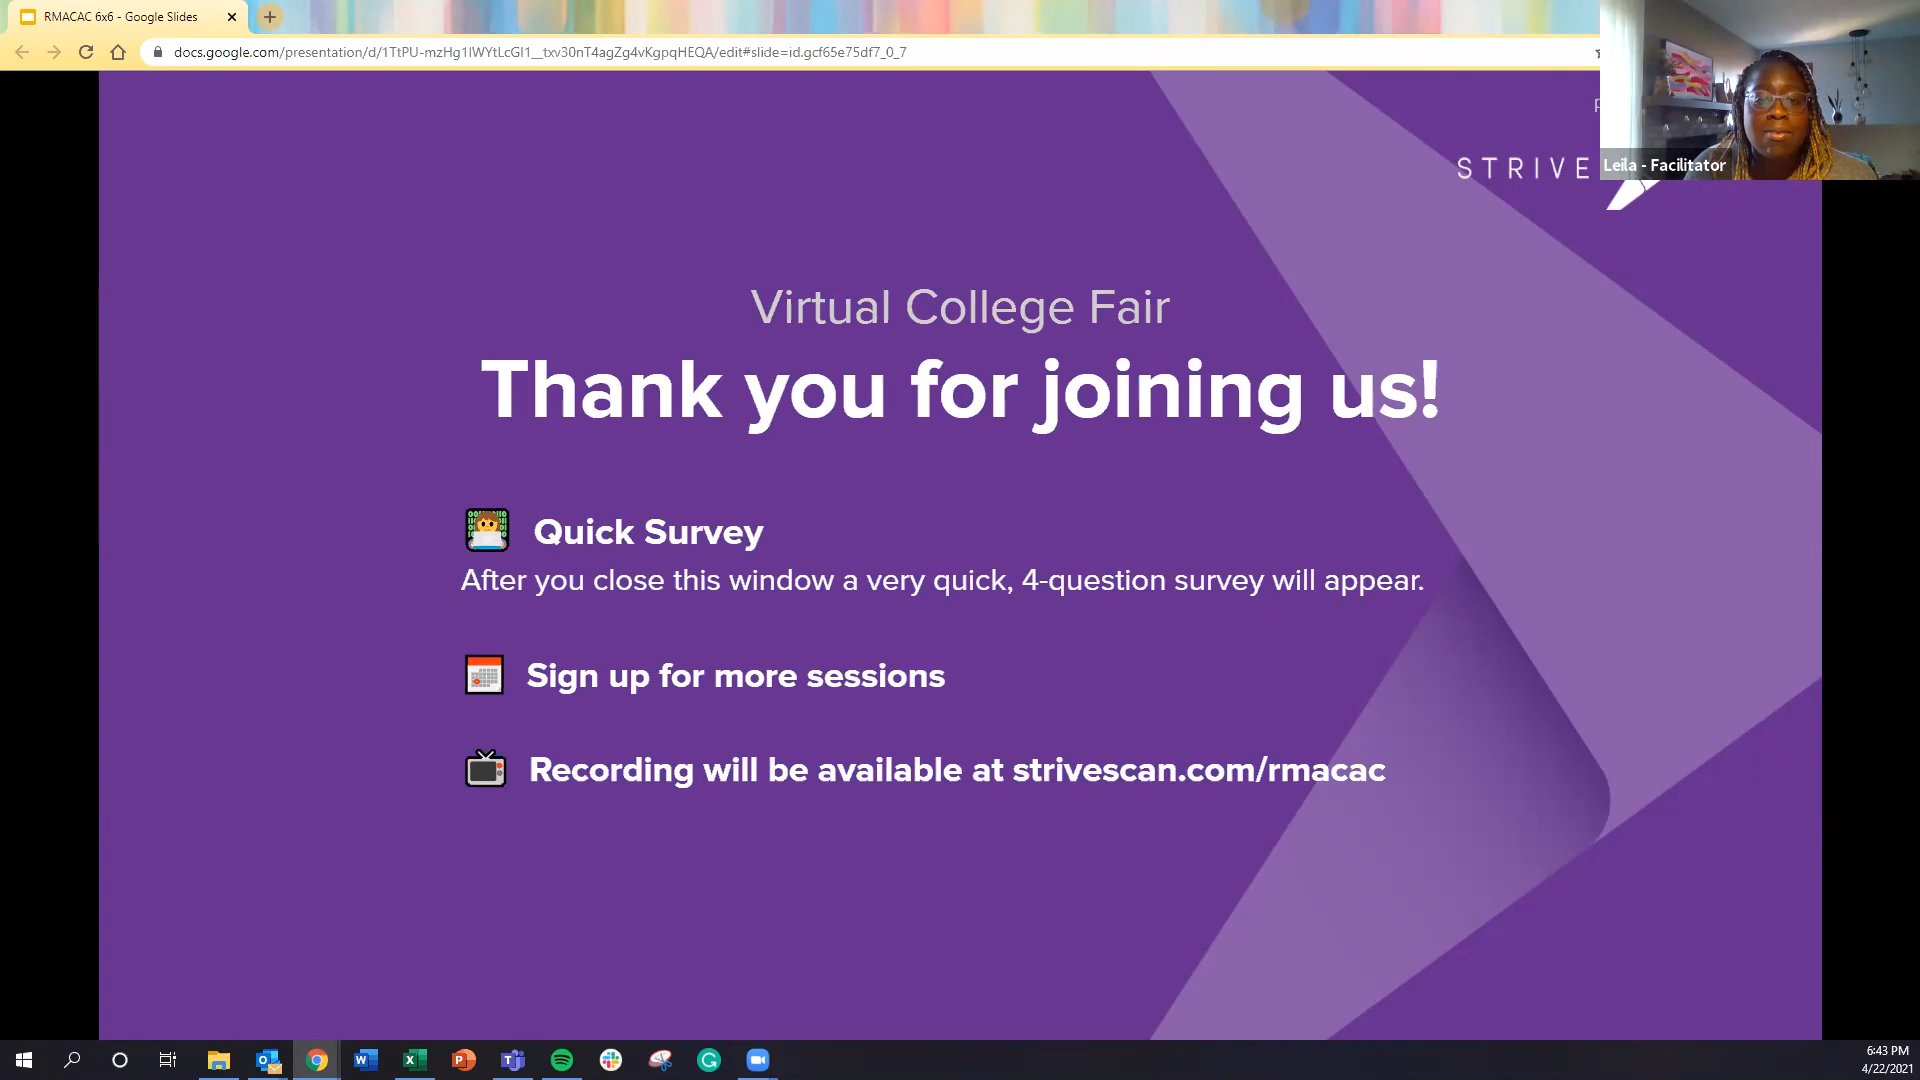 RMACAC 6x6 - Google Slides
docs.google.com/presentation/d/1TtPU-mzHg1lWYtLcGI1__txv30nT4agZg4vKgpqHEQA/edit#slide=id.gcf65e75df7_0_7
STRIVE
Leila - Facilitator
Virtual College Fair
Thank you for joining us!
Quick Survey
After you close this window a very quick, 4-question survey will appear.
Sign up for more sessions
Recording will be available at strivescan.com/rmacac
6:43 PM
4/22/2021